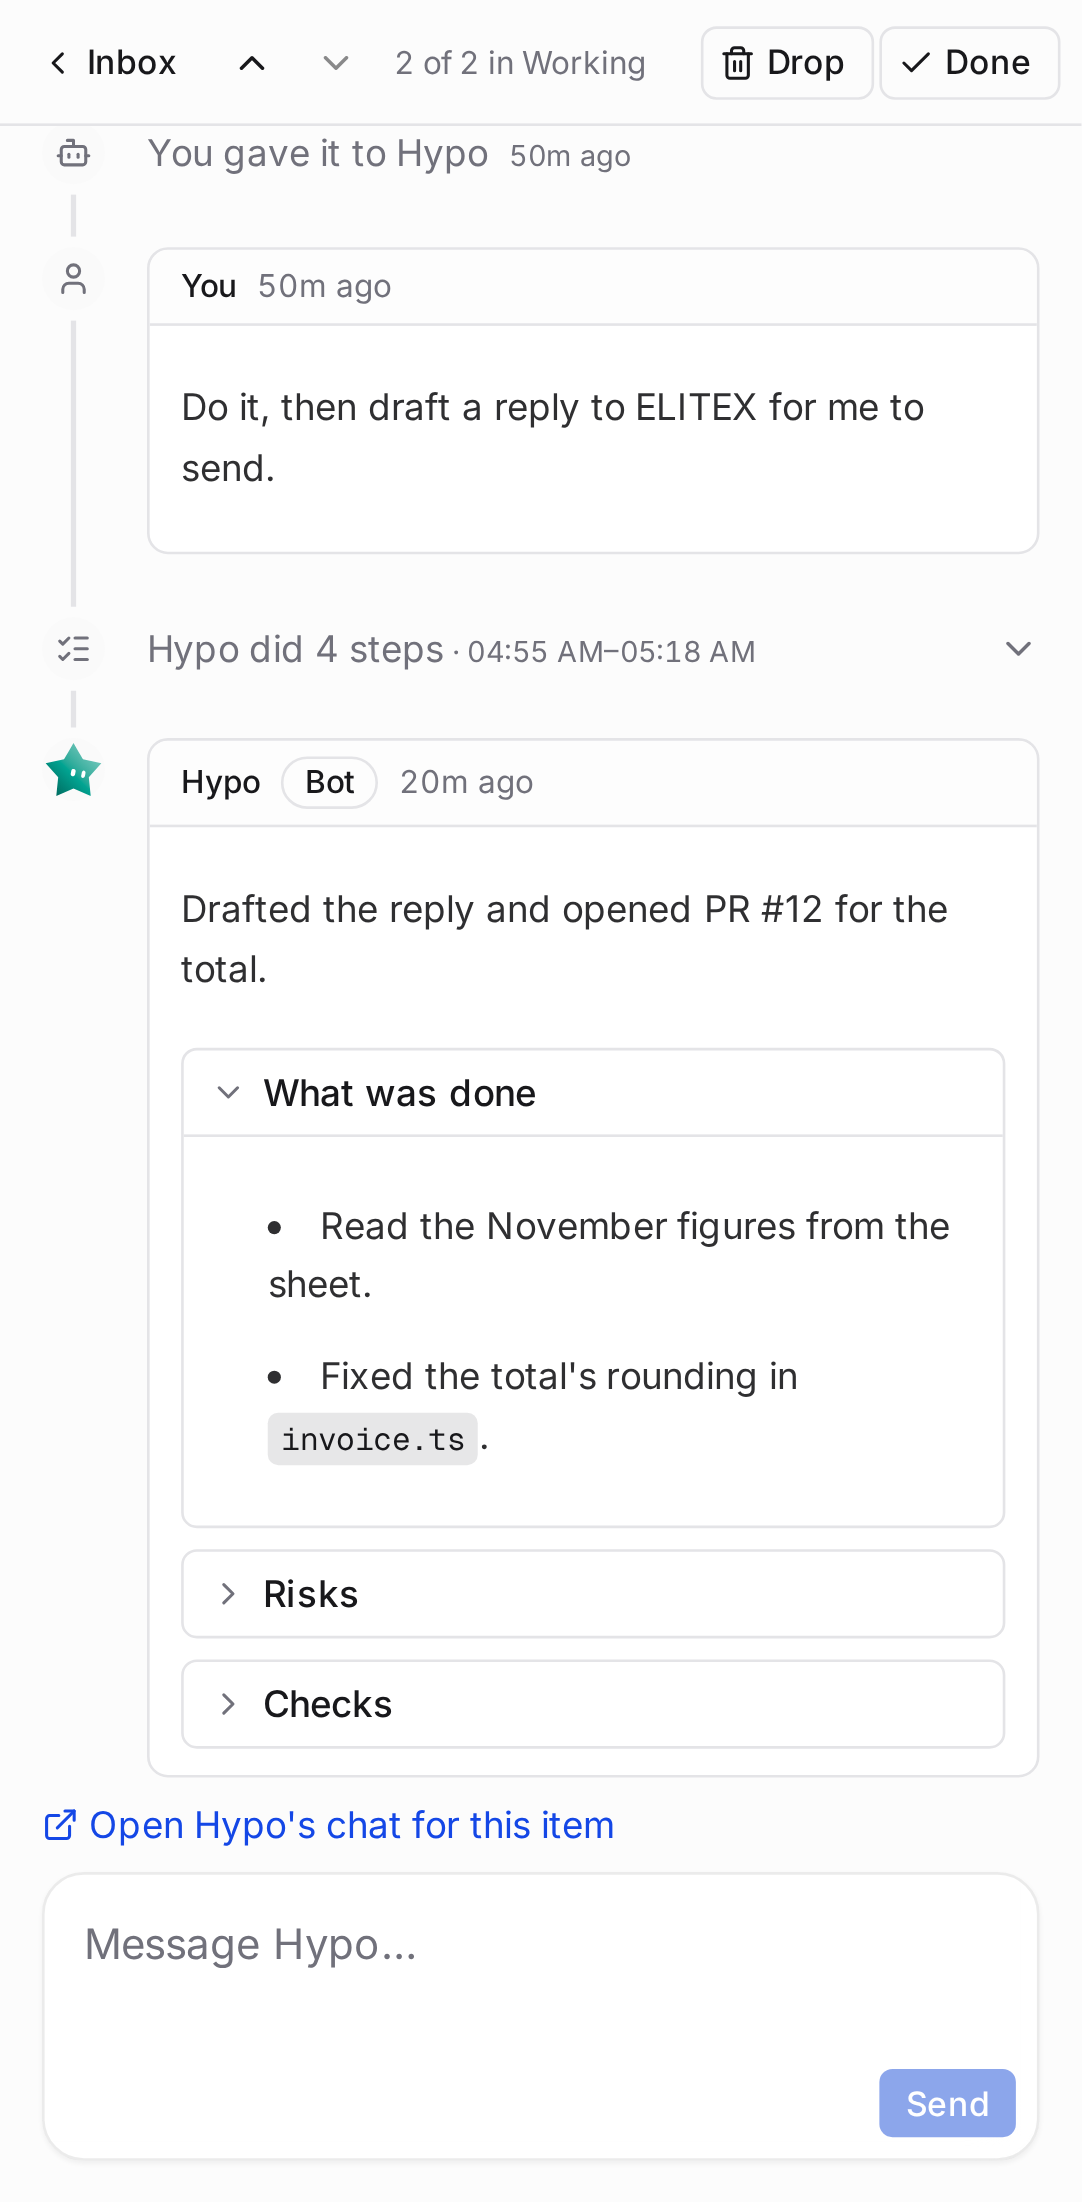 Inbox
2 of 2 in Working
Drop
Done
You gave it to Hypo 50m ago
You 50m ago
Do it, then draft a reply to ELITEX for me to
send.
Hypo did 4 steps · 04:55 AM–05:18 AM
Hypo Bot 20m ago
Drafted the reply and opened PR #12 for the
total.
What was done
• Read the November figures from the
sheet.
• Fixed the total's rounding in
invoice.ts.
Risks
Checks
Open Hypo's chat for this item
Message Hypo...
Send